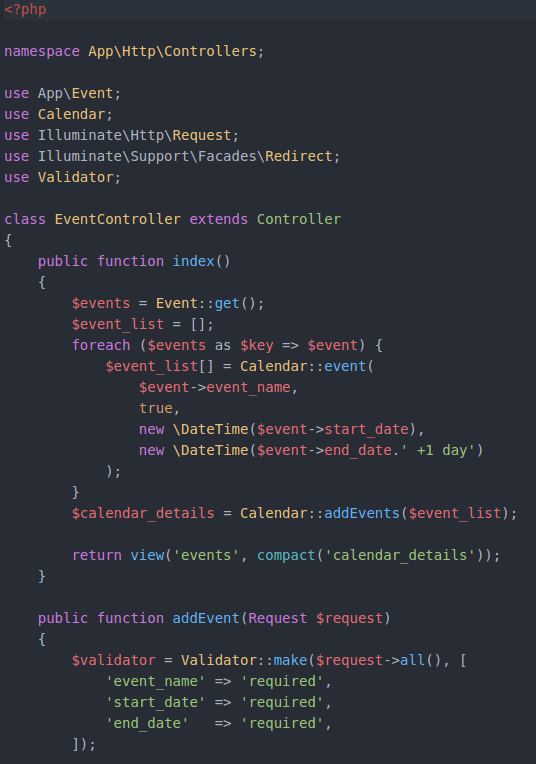 <?php

namespace App\Http\Controllers;

use App\Event;
use Calendar;
use Illuminate\Http\Request;
use Illuminate\Support\Facades\Redirect;
use Validator;

class EventController extends Controller
{
    public function index()
    {
        $events = Event::get();
        $event_list = [];
        foreach ($events as $key => $event) {
            $event_list[] = Calendar::event(
                $event->event_name,
                true,
                new \DateTime($event->start_date),
                new \DateTime($event->end_date.' +1 day')
            );
        }
        $calendar_details = Calendar::addEvents($event_list);

        return view('events', compact('calendar_details'));
    }

    public function addEvent(Request $request)
    {
        $validator = Validator::make($request->all(), [
            'event_name' => 'required',
            'start_date' => 'required',
            'end_date'   => 'required',
        ]);